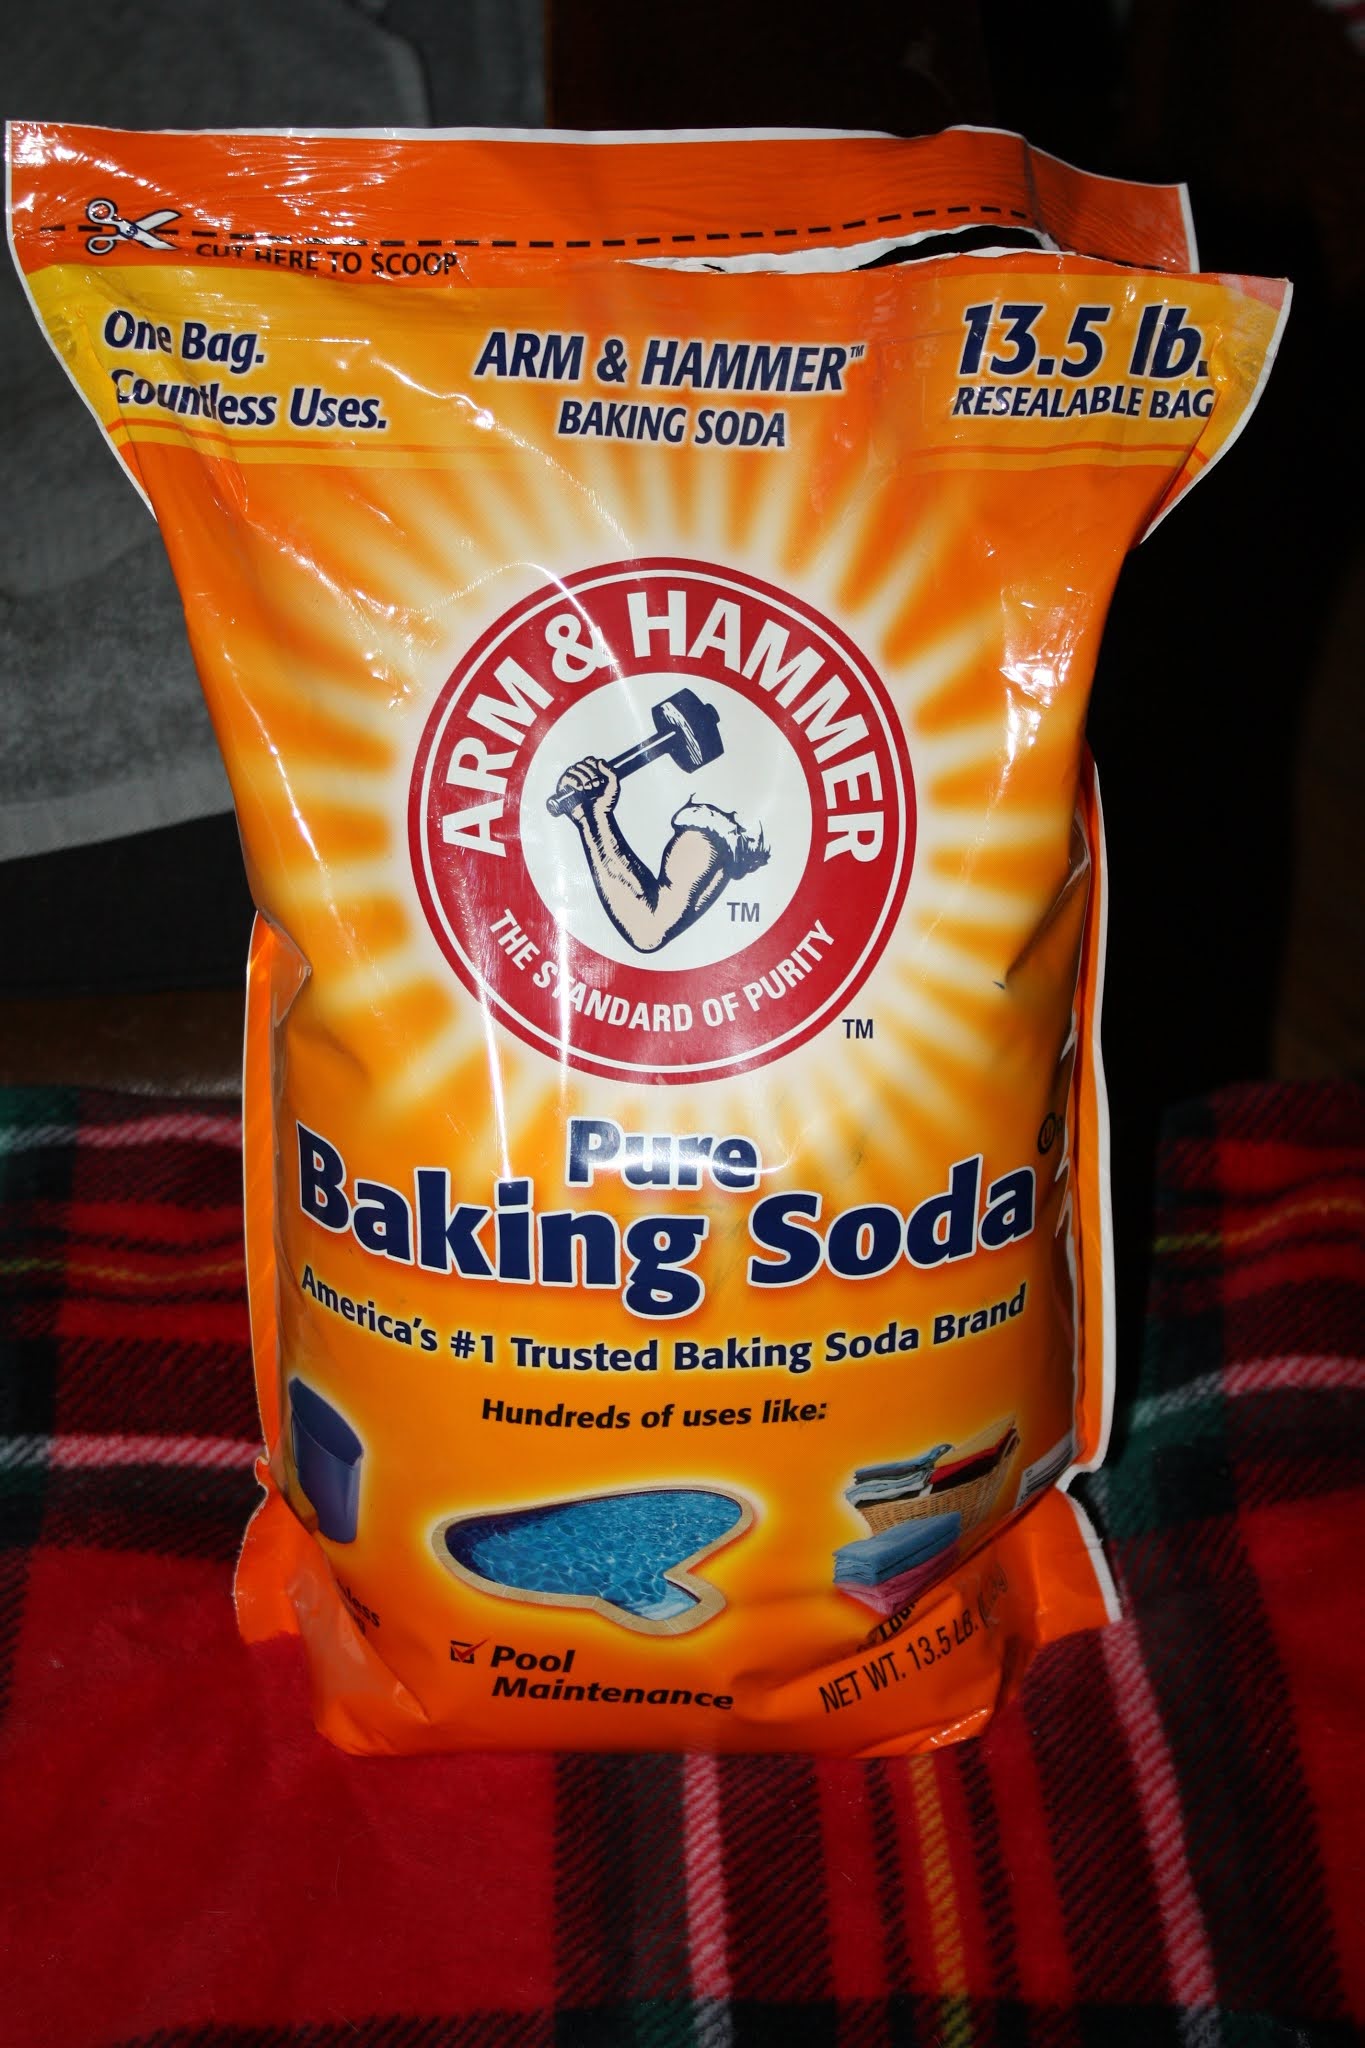 CUT HERE TO SCOOP
One Bag.
Countless Uses.
ARM & HAMMER™
BAKING SODA
13.5 lb.
RESEALABLE BAG
ARM & HAMMER
TM
THE STANDARD OF PURITY
TM
Pure
Baking Soda
America's #1 Trusted Baking Soda Brand
Hundreds of uses like:
Pool
Maintenance
NET WT. 13.5 LB.